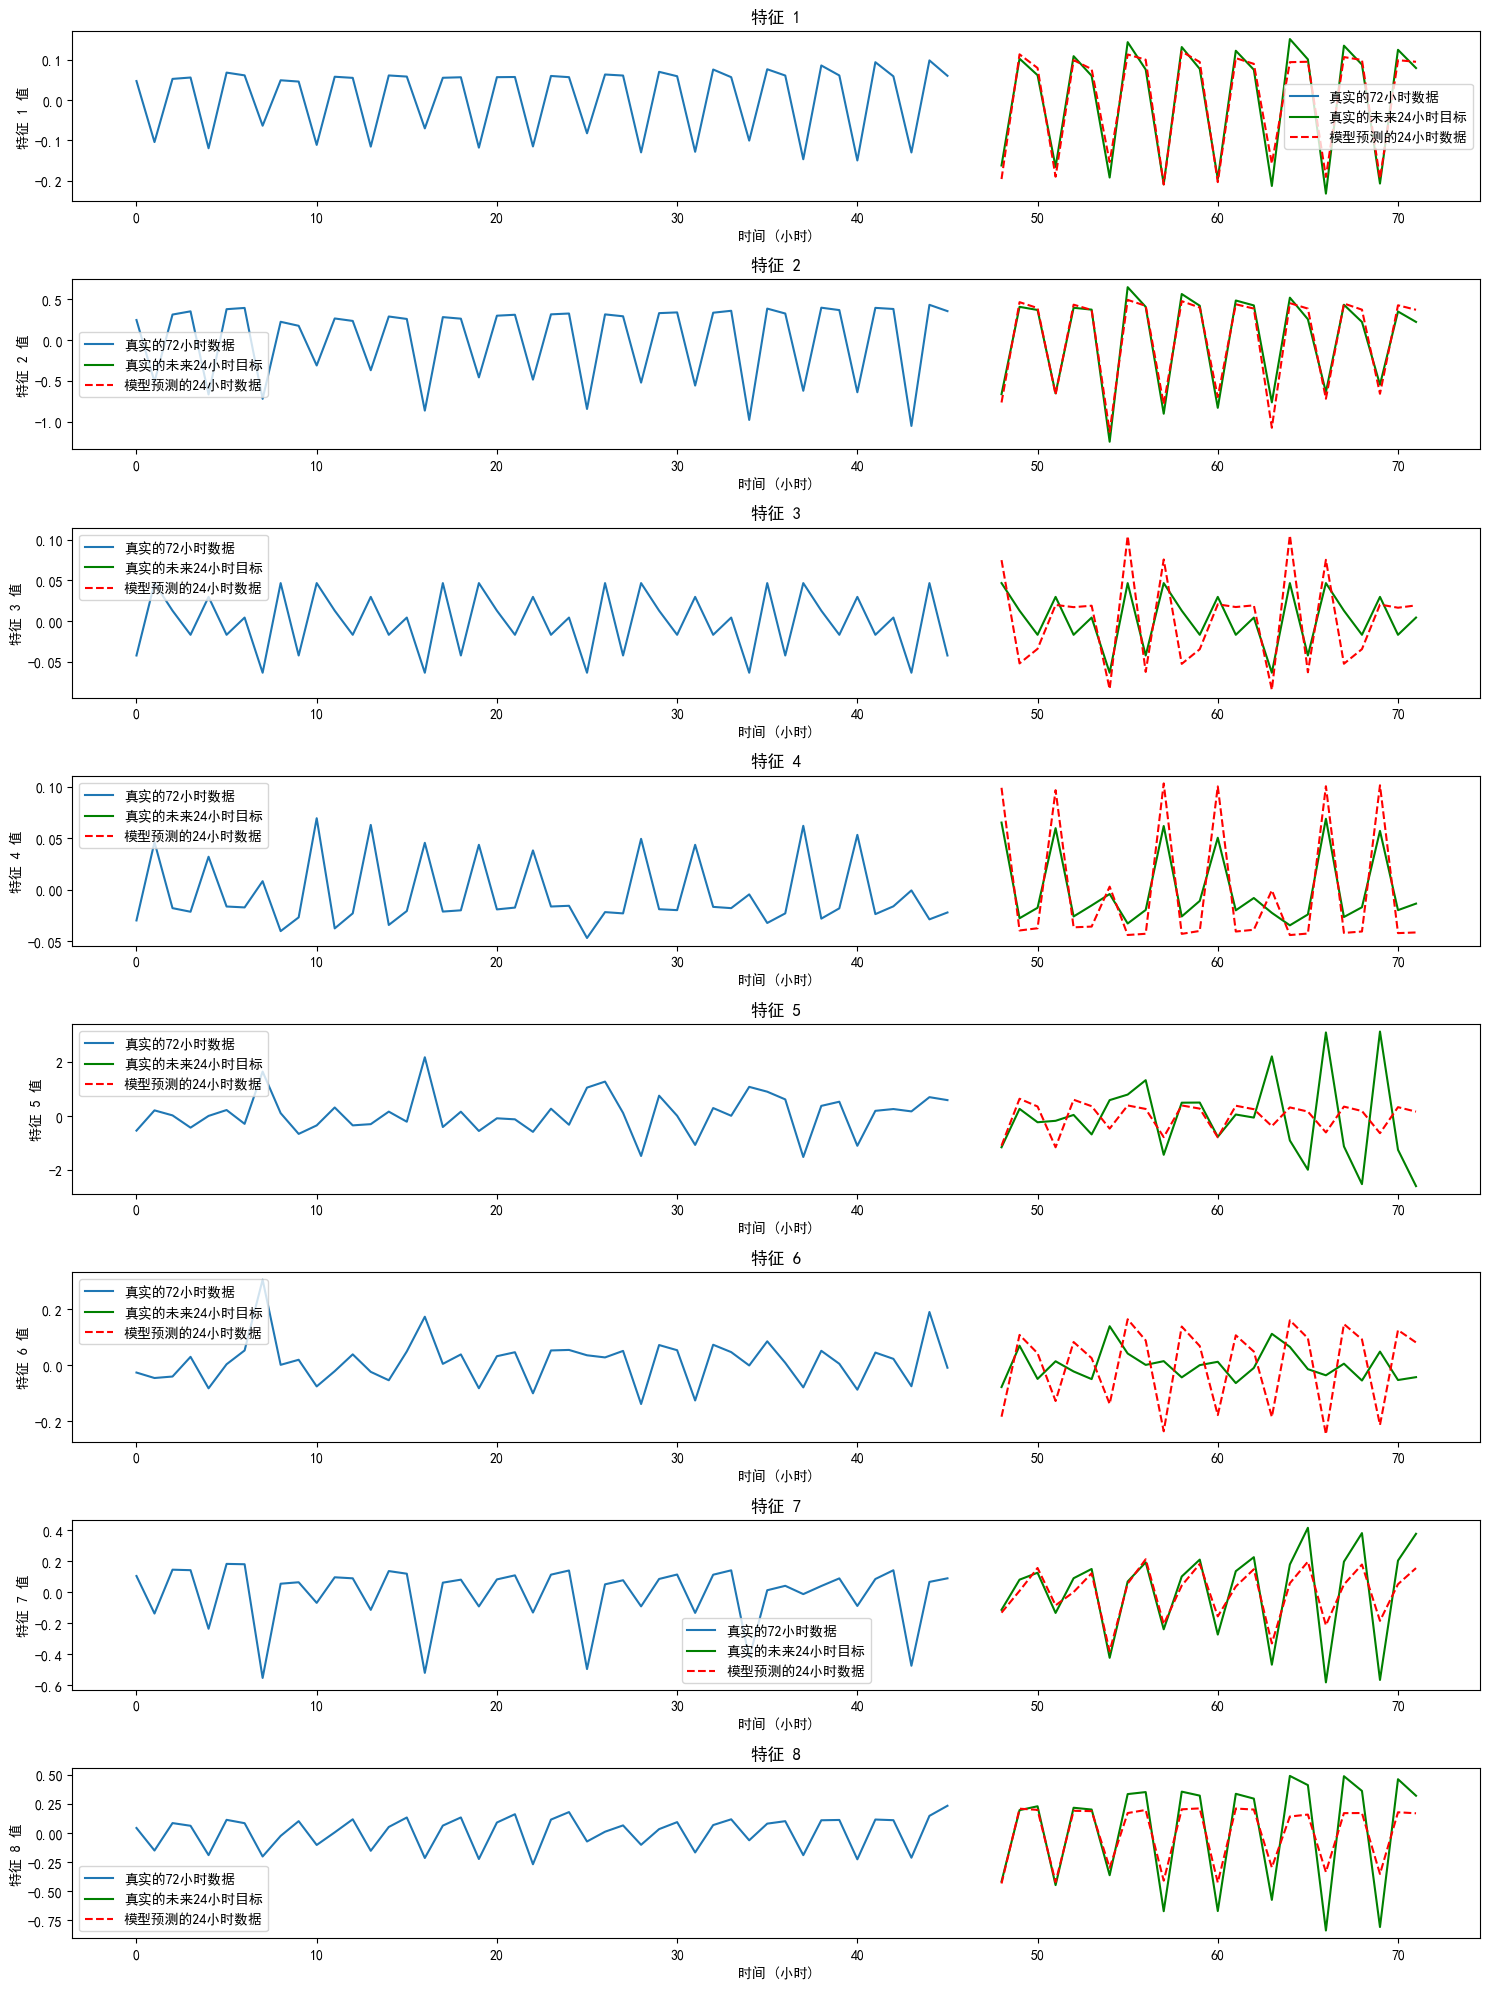 特征 1
特征 1 值
0.1
0.0
−0.1
−0.2
真实的72小时数据
真实的未来24小时目标
模型预测的24小时数据
0 10 20 30 40 50 60 70
时间 (小时)
特征 2
特征 2 值
0.5
0.0
−0.5
−1.0
真实的72小时数据
真实的未来24小时目标
模型预测的24小时数据
0 10 20 30 40 50 60 70
时间 (小时)
特征 3
特征 3 值
0.10
0.05
0.00
−0.05
真实的72小时数据
真实的未来24小时目标
模型预测的24小时数据
0 10 20 30 40 50 60 70
时间 (小时)
特征 4
特征 4 值
0.10
0.05
0.00
−0.05
真实的72小时数据
真实的未来24小时目标
模型预测的24小时数据
0 10 20 30 40 50 60 70
时间 (小时)
特征 5
特征 5 值
2
0
−2
真实的72小时数据
真实的未来24小时目标
模型预测的24小时数据
0 10 20 30 40 50 60 70
时间 (小时)
特征 6
特征 6 值
0.2
0.0
−0.2
真实的72小时数据
真实的未来24小时目标
模型预测的24小时数据
0 10 20 30 40 50 60 70
时间 (小时)
特征 7
特征 7 值
0.4
0.2
0.0
−0.2
−0.4
−0.6
真实的72小时数据
真实的未来24小时目标
模型预测的24小时数据
0 10 20 30 40 50 60 70
时间 (小时)
特征 8
特征 8 值
0.50
0.25
0.00
−0.25
−0.50
−0.75
真实的72小时数据
真实的未来24小时目标
模型预测的24小时数据
0 10 20 30 40 50 60 70
时间 (小时)